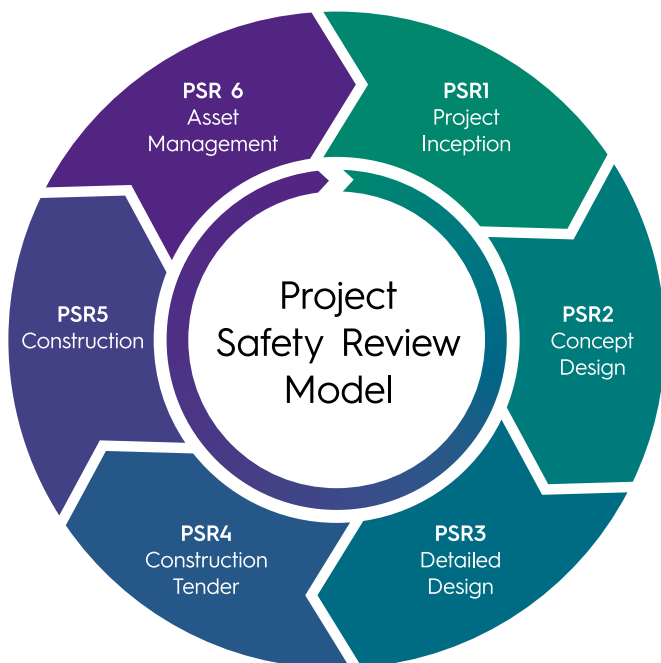 Project
Safety Review
Model
PSR1
Project
Inception
PSR2
Concept
Design
PSR3
Detailed
Design
PSR4
Construction
Tender
PSR5
Construction
PSR 6
Asset
Management